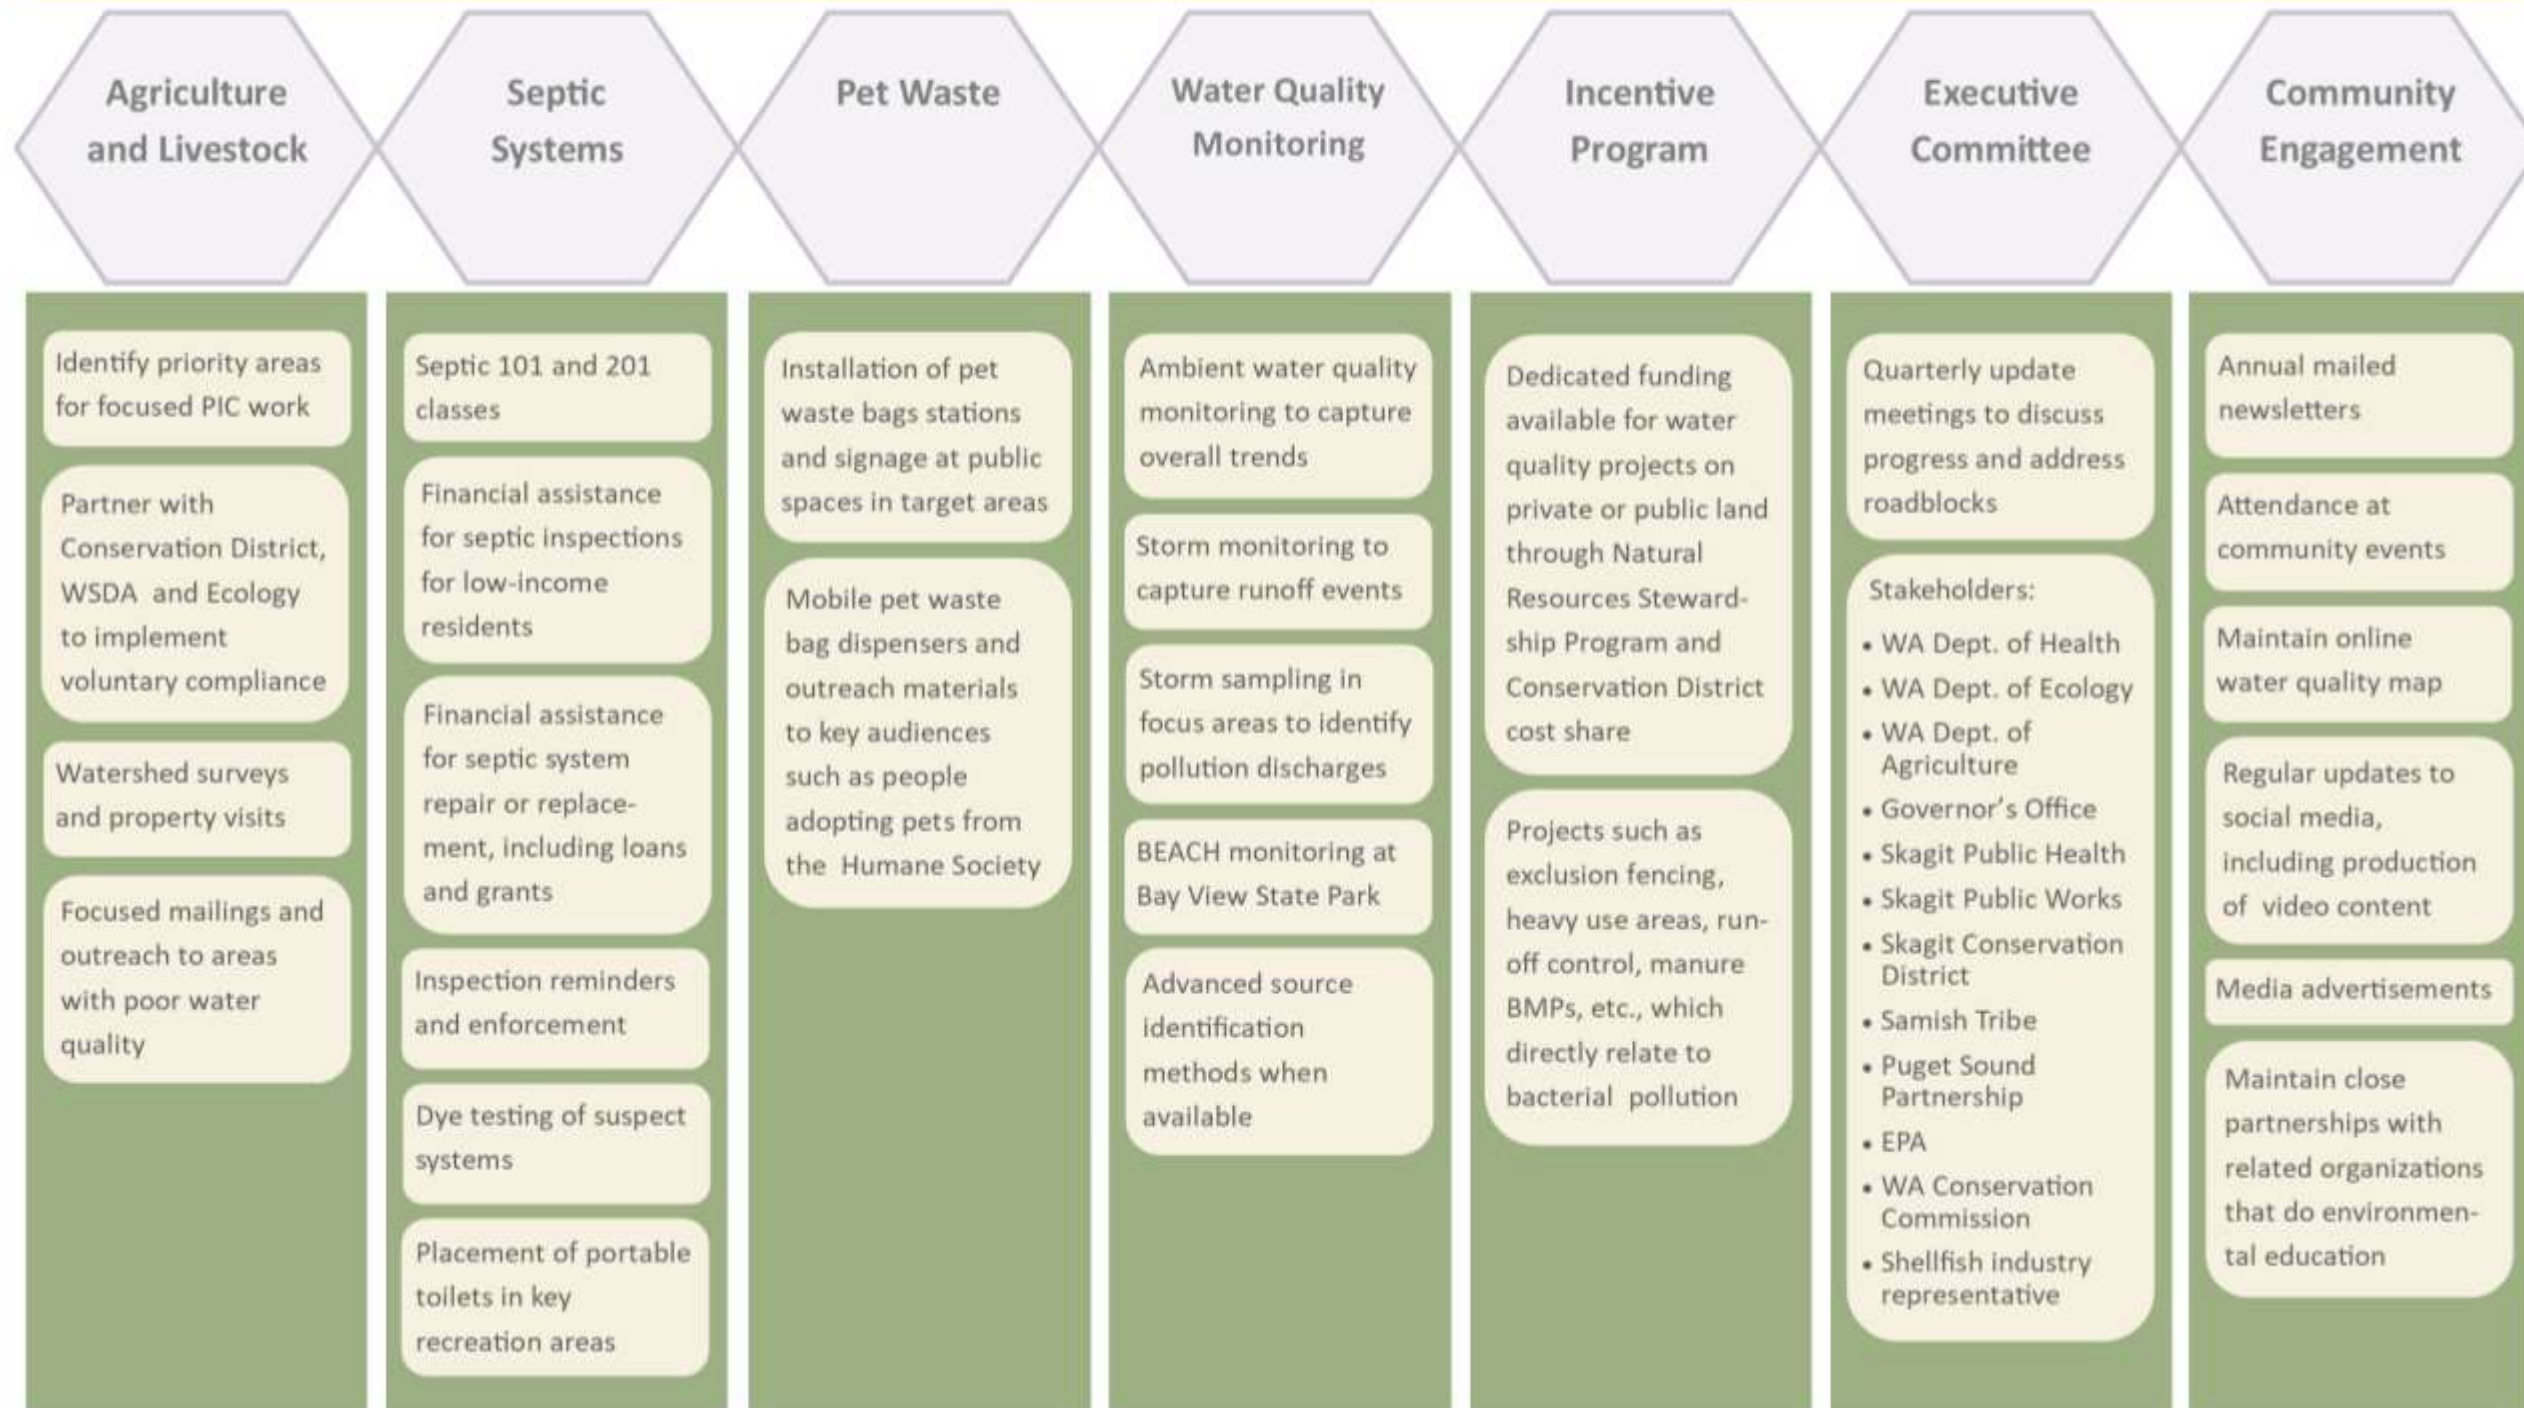 Agriculture
and Livestock
Identify priority areas
for focused PIC work
Partner with
Conservation District,
WSDA and Ecology
to implement
voluntary compliance
Watershed surveys
and property visits
Focused mailings and
outreach to areas
with poor water
quality
Septic
Systems
Septic 101 and 201
classes
Financial assistance
for septic inspections
for low-income
residents
Financial assistance
for septic system
repair or replace-
ment, including loans
and grants
Inspection reminders
and enforcement
Dye testing of suspect
systems
Placement of portable
toilets in key
recreation areas
Pet Waste
Installation of pet
waste bags stations
and signage at public
spaces in target areas
Mobile pet waste
bag dispensers and
outreach materials
to key audiences
such as people
adopting pets from
the Humane Society
Water Quality
Monitoring
Ambient water quality
monitoring to capture
overall trends
Storm monitoring to
capture runoff events
Storm sampling in
focus areas to identify
pollution discharges
BEACH monitoring at
Bay View State Park
Advanced source
identification
methods when
available
Incentive
Program
Dedicated funding
available for water
quality projects on
private or public land
through Natural
Resources Steward-
ship Program and
Conservation District
cost share
Projects such as
exclusion fencing,
heavy use areas, run-
off control, manure
BMPs, etc., which
directly relate to
bacterial pollution
Executive
Committee
Quarterly update
meetings to discuss
progress and address
roadblocks
Stakeholders:
• WA Dept. of Health
• WA Dept. of Ecology
• WA Dept. of
Agriculture
• Governor's Office
• Skagit Public Health
• Skagit Public Works
• Skagit Conservation
District
• Samish Tribe
• Puget Sound
Partnership
• EPA
• WA Conservation
Commission
• Shellfish industry
representative
Community
Engagement
Annual mailed
newsletters
Attendance at
community events
Maintain online
water quality map
Regular updates to
social media,
including production
of video content
Media advertisements
Maintain close
partnerships with
related organizations
that do environmen-
tal education